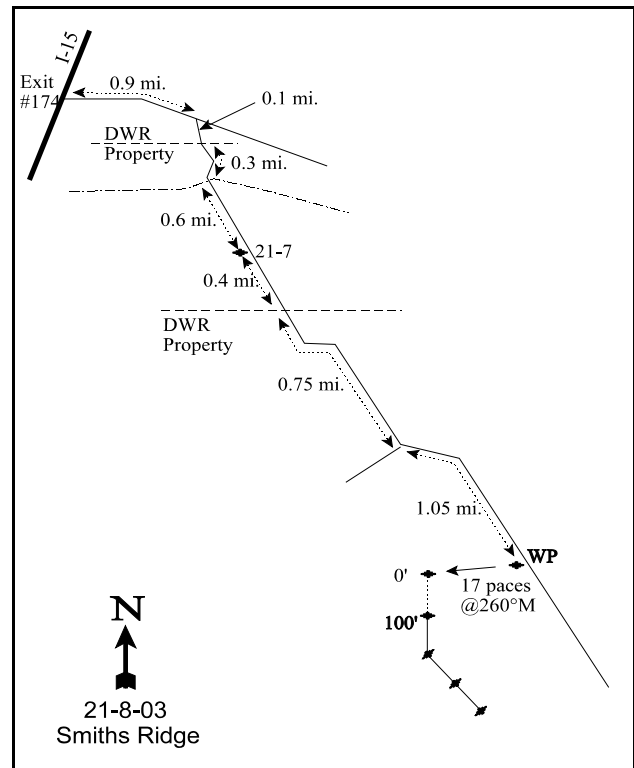 I-15
Exit
#174
0.9 mi.
0.1 mi.
DWR
Property
0.3 mi.
0.6 mi.
21-7
0.4 mi.
DWR
Property
0.75 mi.
1.05 mi.
WP
0'
17 paces
@260°M
100'
N
21-8-03
Smiths Ridge